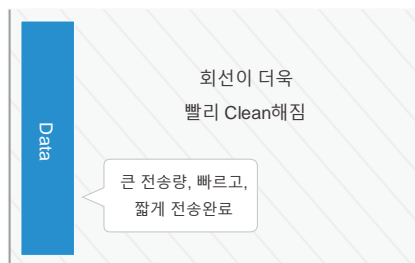 회선이 더욱
빨리 Clean해짐
Data
큰 전송량, 빠르고,
짧게 전송완료